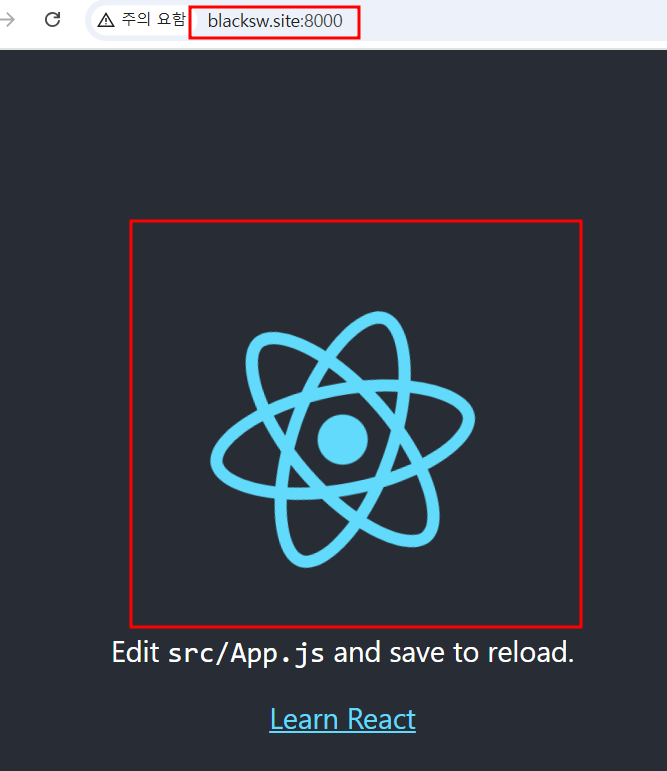 주의 요함 blacksw.site:8000
Edit src/App.js and save to reload.
Learn React